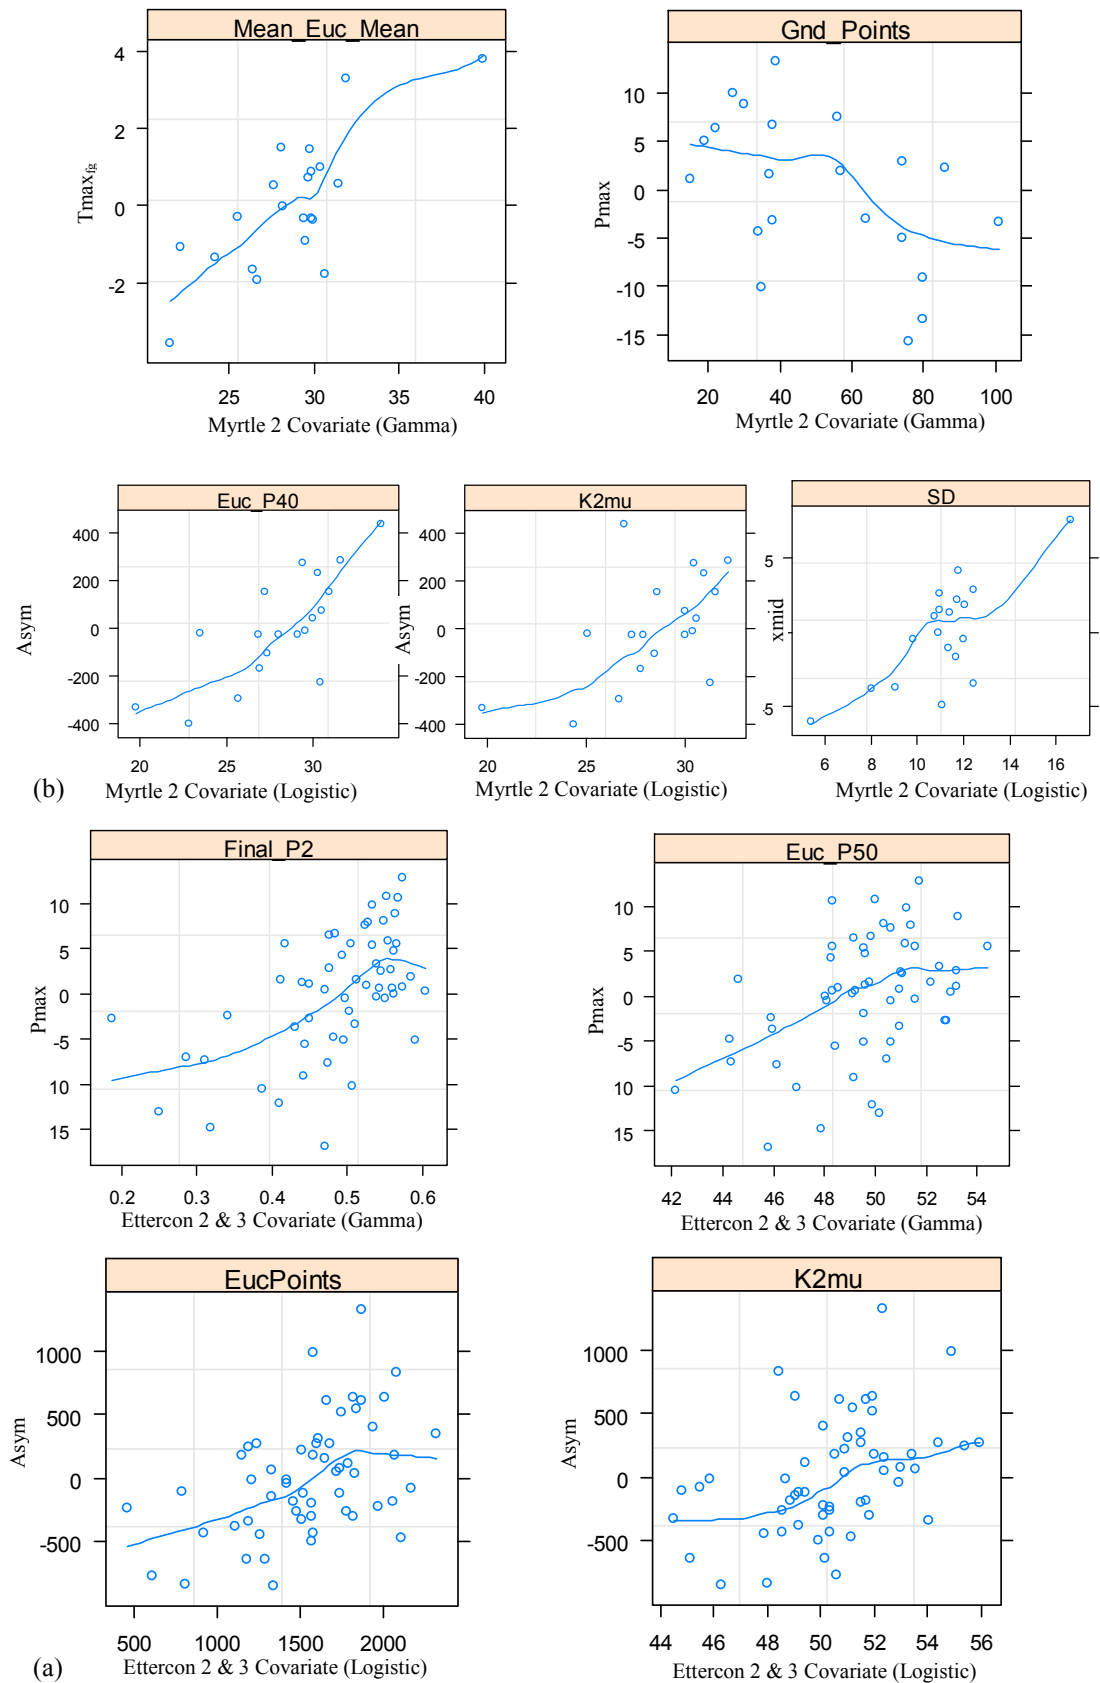 Mean_Euc_Mean
Gnd_Points
4
2
0
-2
Tmaxfg
25 30 35 40
Myrtle 2 Covariate (Gamma)
10
5
0
-5
-10
-15
Pmax
20 40 60 80 100
Myrtle 2 Covariate (Gamma)
Euc_P40
K2mu
SD
400
200
0
-200
-400
Asym
20 25 30
Myrtle 2 Covariate (Logistic)
400
200
0
-200
-400
Asym
20 25 30
Myrtle 2 Covariate (Logistic)
5
xmid
-5
6 8 10 12 14 16
Myrtle 2 Covariate (Logistic)
(b)
Final_P2
Euc_P50
10
5
0
-5
10
15
Pmax
0.2 0.3 0.4 0.5 0.6
Ettercon 2 & 3 Covariate (Gamma)
10
5
0
-5
10
15
Pmax
42 44 46 48 50 52 54
Ettercon 2 & 3 Covariate (Gamma)
EucPoints
K2mu
1000
500
0
-500
Asym
500 1000 1500 2000
Ettercon 2 & 3 Covariate (Logistic)
1000
500
0
-500
Asym
44 46 48 50 52 54 56
Ettercon 2 & 3 Covariate (Logistic)
(a)